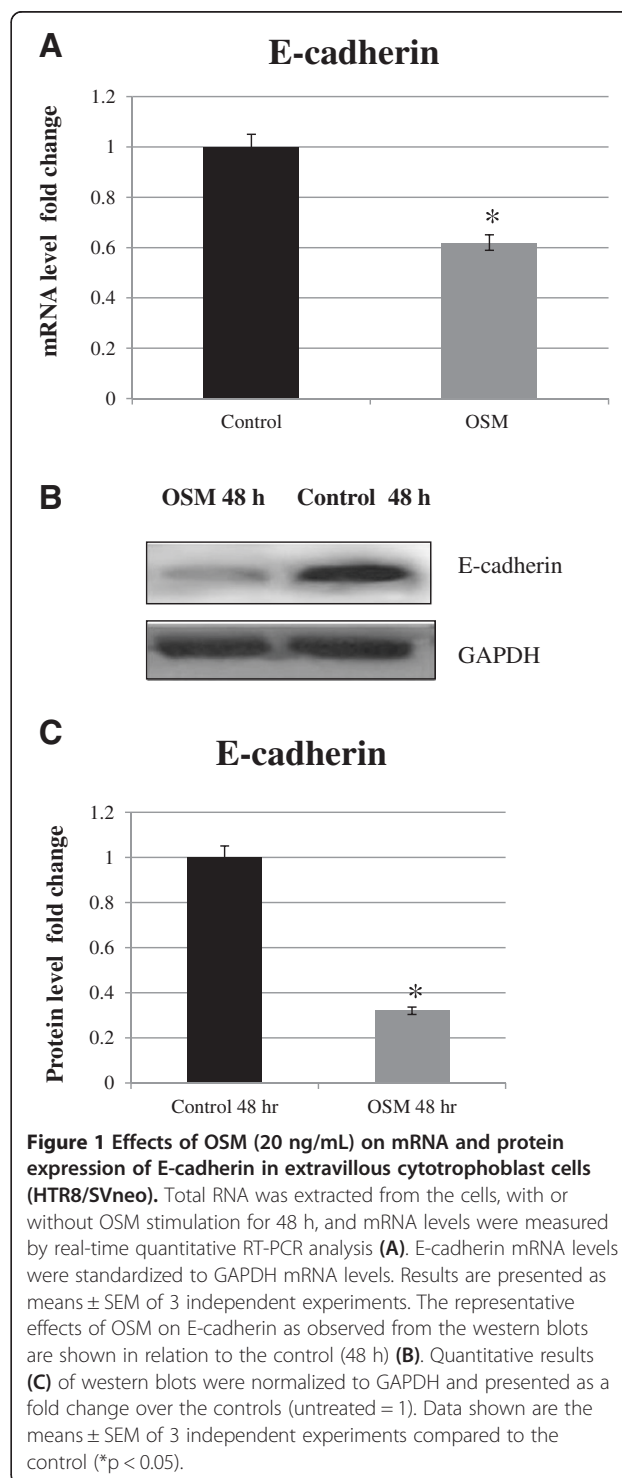 A
E-cadherin
mRNA level fold change
1.2
1
0.8
0.6
0.4
0.2
0
*
Control
OSM
B
OSM 48 h Control 48 h
E-cadherin
GAPDH
C
E-cadherin
Protein level fold change
1.2
1
0.8
0.6
0.4
0.2
0
*
Control 48 hr
OSM 48 hr
Figure 1 Effects of OSM (20 ng/mL) on mRNA and protein
expression of E-cadherin in extravillous cytotrophoblast cells
(HTR8/SVneo). Total RNA was extracted from the cells, with or
without OSM stimulation for 48 h, and mRNA levels were measured
by real-time quantitative RT-PCR analysis (A). E-cadherin mRNA levels
were standardized to GAPDH mRNA levels. Results are presented as
means ± SEM of 3 independent experiments. The representative
effects of OSM on E-cadherin as observed from the western blots
are shown in relation to the control (48 h) (B). Quantitative results
(C) of western blots were normalized to GAPDH and presented as a
fold change over the controls (untreated = 1). Data shown are the
means ± SEM of 3 independent experiments compared to the
control (*p < 0.05).